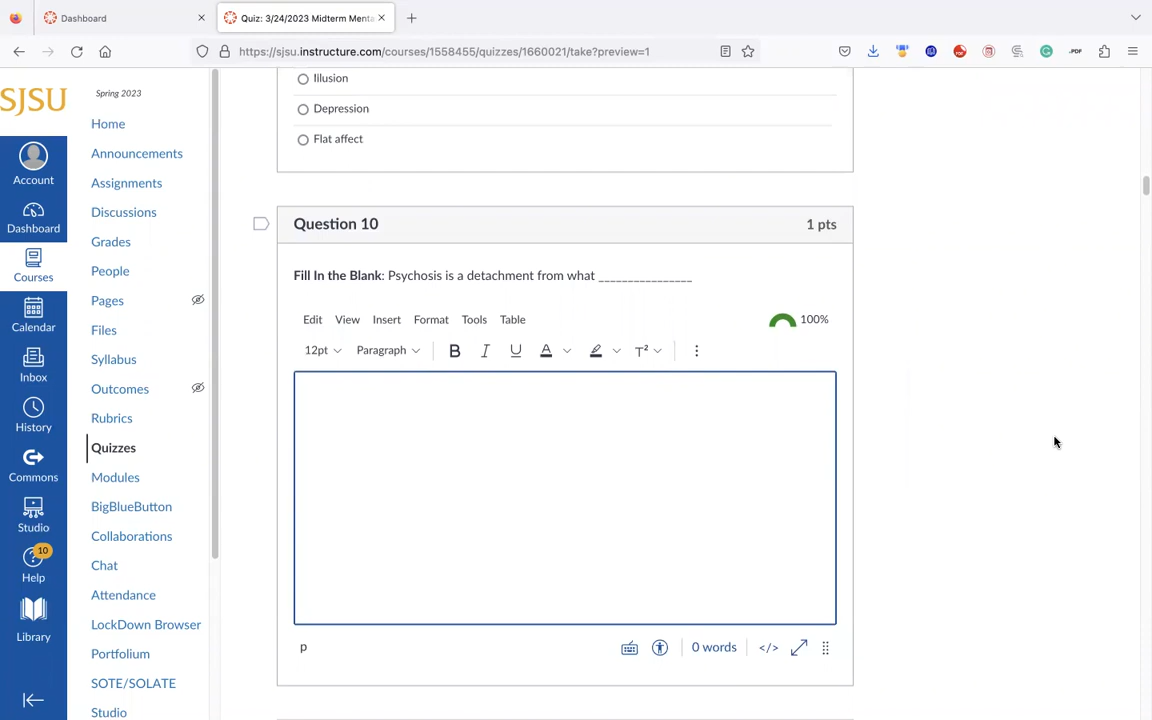 Dashboard
Quiz: 3/24/2023 Midterm Menta
https://sjsu.instructure.com/courses/1558455/quizzes/1660021/take?preview=1
.PDF
SJSU
Account
Dashboard
Courses
Calendar
Inbox
History
Commons
Studio
10
Help
Library
Spring 2023
Home
Announcements
Assignments
Discussions
Grades
People
Pages
Files
Syllabus
Outcomes
Rubrics
Quizzes
Modules
BigBlueButton
Collaborations
Chat
Attendance
LockDown Browser
Portfolium
SOTE/SOLATE
Studio
Iilusion
Depression
Flat affect
Question 10 1 pts
Fill In the Blank: Psychosis is a detachment from what _______________
Edit View Insert Format Tools Table 100%
12pt Paragraph B I U A T²
p 0 words </>